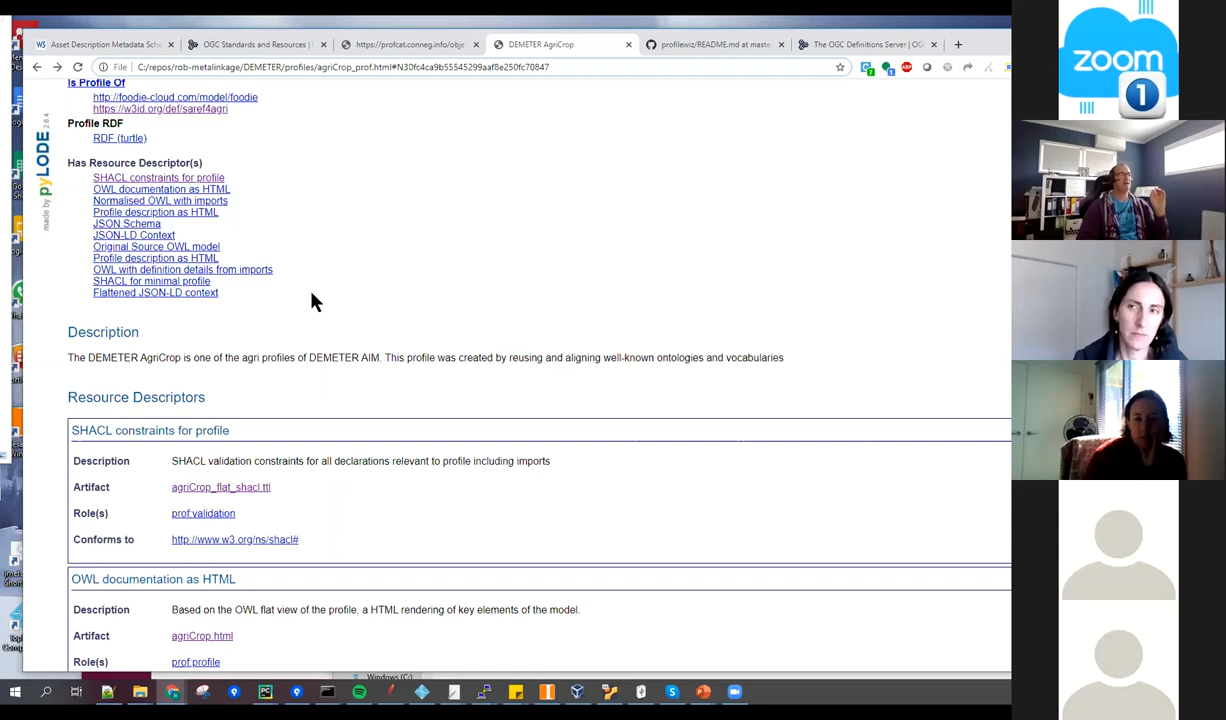 Asset Description Metadata Sche
OGC Standards and Resources |
https://profcat.conneg.info/obje
DEMETER AgriCrop
profilewiz/README.md at maste
The OGC Definitions Server | OG
File
C:/repos/rob-metalinkage/DEMETER/profiles/agriCrop_prof.html#N30fc4ca9b55545299aaf8e250fc70847
Is Profile Of
http://foodie-cloud.com/model/foodie
https://w3id.org/def/saref4agri
Profile RDF
RDF (turtle)
made by pyLODE 2.8.4
Has Resource Descriptor(s)
SHACL constraints for profile
OWL documentation as HTML
Normalised OWL with imports
Profile description as HTML
JSON Schema
JSON-LD Context
Original Source OWL model
Profile description as HTML
OWL with definition details from imports
SHACL for minimal profile
Flattened JSON-LD context
Description
The DEMETER AgriCrop is one of the agri profiles of DEMETER AIM. This profile was created by reusing and aligning well-known ontologies and vocabularies
Resource Descriptors
SHACL constraints for profile
Description SHACL validation constraints for all declarations relevant to profile including imports
Artifact agriCrop_flat_shacl.ttl
Role(s) prof:validation
Conforms to http://www.w3.org/ns/shacl#
OWL documentation as HTML
Description Based on the OWL flat view of the profile, a HTML rendering of key elements of the model.
Artifact agriCrop.html
Role(s) prof:profile
Windows (C:)
zoom
1